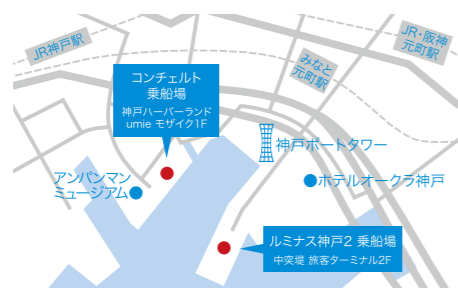 JR神戸駅
JR・阪神
元町駅
みなと
元町駅
コンチェルト
乗船場
神戸ハーバーランド
umie モザイク1F
神戸ポートタワー
アンパンマン
ミュージアム
ホテルオークラ神戸
ルミナス神戸2 乗船場
中突堤 旅客ターミナル2F